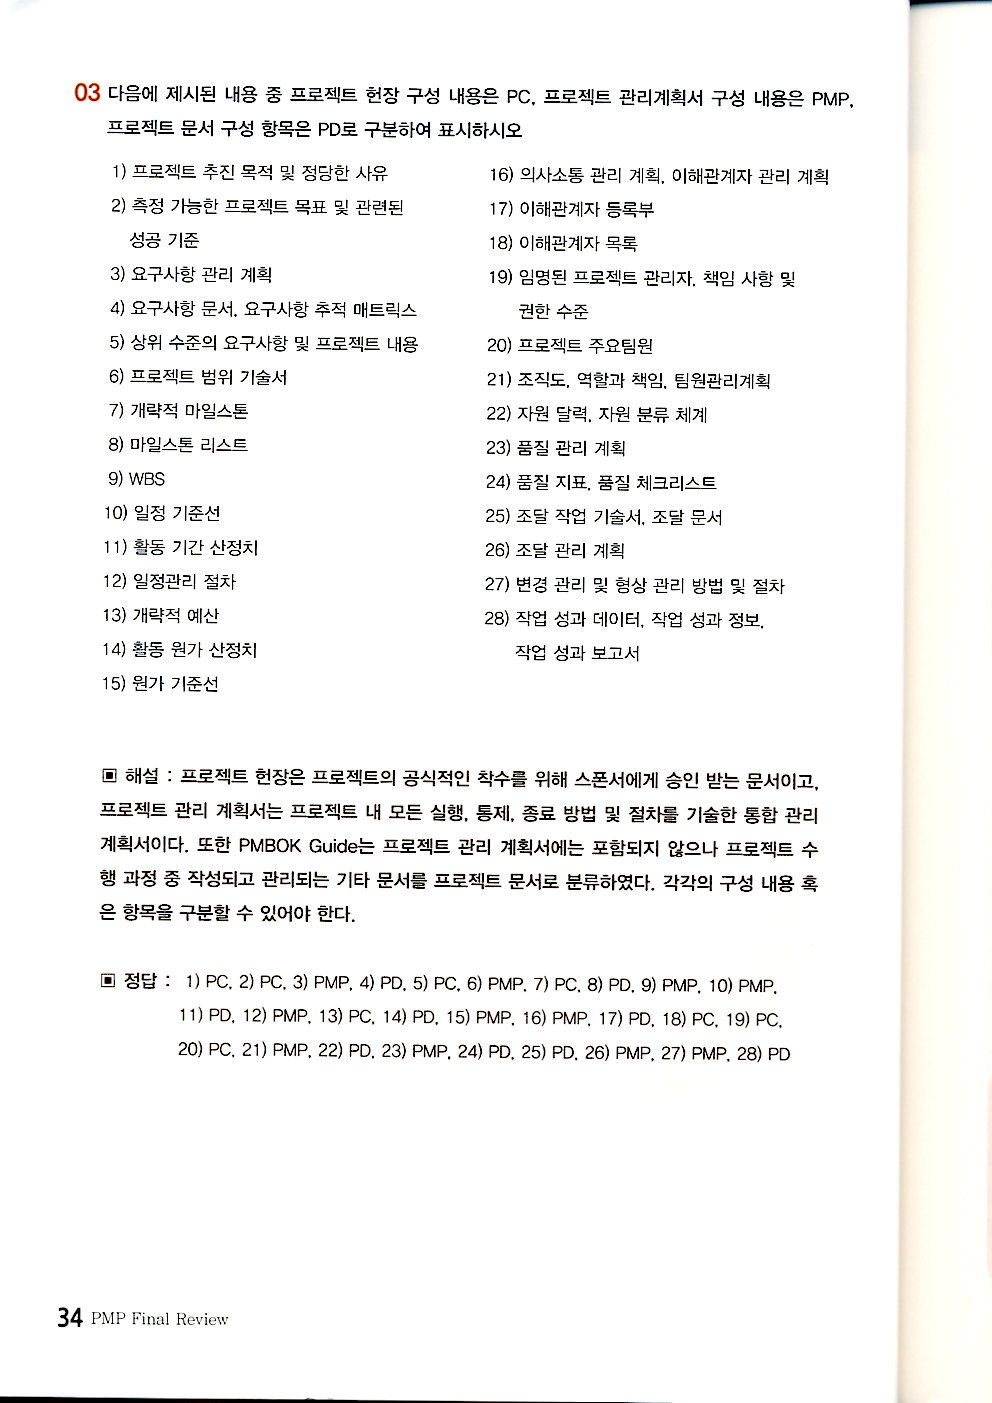 03 다음에 제시된 내용 중 프로젝트 헌장 구성 내용은 PC, 프로젝트 관리계획서 구성 내용은 PMP,
프로젝트 문서 구성 항목은 PD로 구분하여 표시하시오
1) 프로젝트 추진 목적 및 정당한 사유
2) 측정 가능한 프로젝트 목표 및 관련된
성공 기준
3) 요구사항 관리 계획
4) 요구사항 문서, 요구사항 추적 매트릭스
5) 상위 수준의 요구사항 및 프로젝트 내용
6) 프로젝트 범위 기술서
7) 개략적 마일스톤
8) 마일스톤 리스트
9) WBS
10) 일정 기준선
11) 활동 기간 산정치
12) 일정관리 절차
13) 개략적 예산
14) 활동 원가 산정치
15) 원가 기준선
16) 의사소통 관리 계획, 이해관계자 관리 계획
17) 이해관계자 등록부
18) 이해관계자 목록
19) 임명된 프로젝트 관리자, 책임 사항 및
권한 수준
20) 프로젝트 주요팀원
21) 조직도, 역할과 책임, 팀원관리계획
22) 자원 달력, 자원 분류 체계
23) 품질 관리 계획
24) 품질 지표, 품질 체크리스트
25) 조달 작업 기술서, 조달 문서
26) 조달 관리 계획
27) 변경 관리 및 형상 관리 방법 및 절차
28) 작업 성과 데이터, 작업 성과 정보,
작업 성과 보고서
▣ 해설 : 프로젝트 헌장은 프로젝트의 공식적인 착수를 위해 스폰서에게 승인 받는 문서이고,
프로젝트 관리 계획서는 프로젝트 내 모든 실행, 통제, 종료 방법 및 절차를 기술한 통합 관리
계획서이다. 또한 PMBOK Guide는 프로젝트 관리 계획서에는 포함되지 않으나 프로젝트 수
행 과정 중 작성되고 관리되는 기타 문서를 프로젝트 문서로 분류하였다. 각각의 구성 내용 혹
은 항목을 구분할 수 있어야 한다.
▣ 정답 : 1) PC, 2) PC, 3) PMP, 4) PD, 5) PC, 6) PMP, 7) PC, 8) PD, 9) PMP, 10) PMP,
11) PD, 12) PMP, 13) PC, 14) PD, 15) PMP, 16) PMP, 17) PD, 18) PC, 19) PC,
20) PC, 21) PMP, 22) PD, 23) PMP, 24) PD, 25) PD, 26) PMP, 27) PMP, 28) PD
34 PMP Final Review